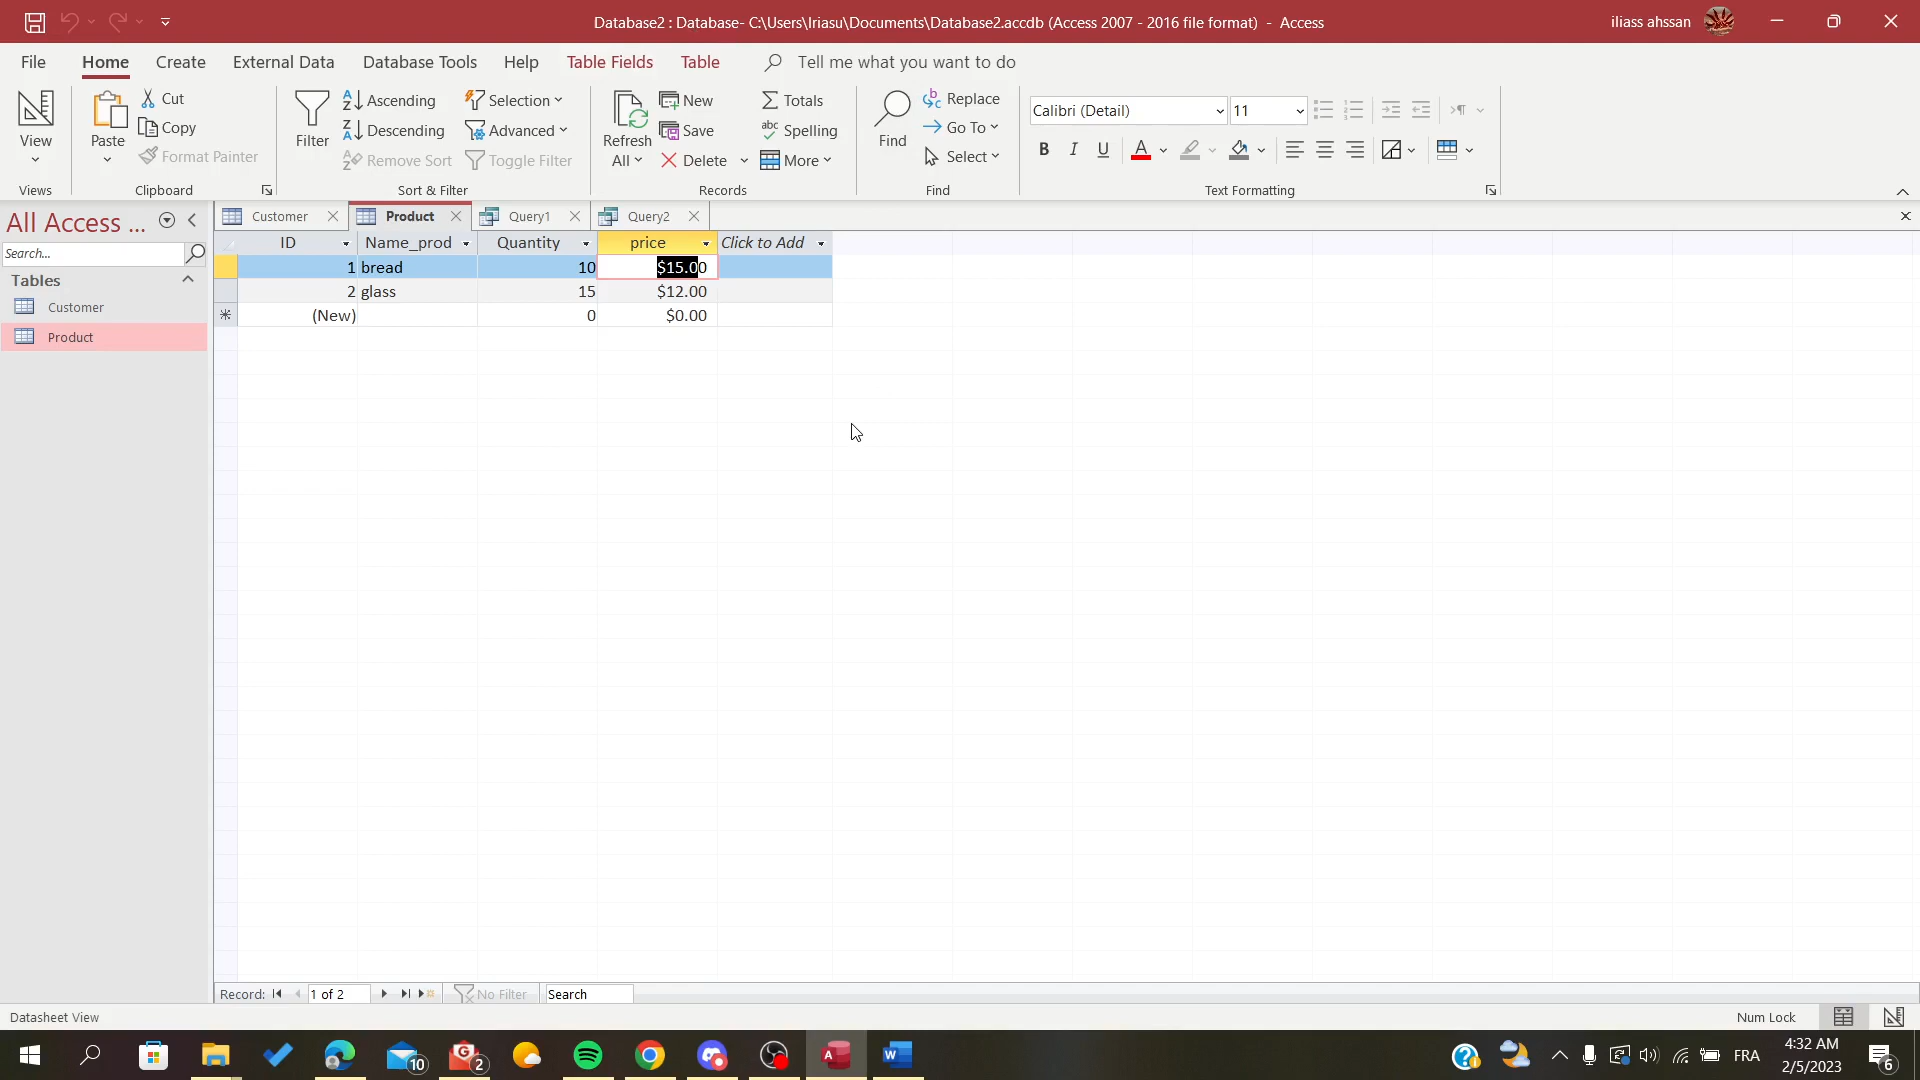 Database2 : Database- C:\Users\Iriasu\Documents\Database2.accdb (Access 2007 - 2016 file format) - Access
iliass ahssan
File Home Create External Data Database Tools Help Table Fields Table Tell me what you want to do
View
Views
Paste
Cut
Copy
Format Painter
Clipboard
Filter
Ascending
Descending
Remove Sort
Selection
Advanced
Toggle Filter
Sort & Filter
Refresh
All
New
Save
Delete
Totals
Spelling
More
Records
Find
Replace
Go To
Select
Find
Calibri (Detail) 11
B I U A
Text Formatting
All Access ...
Search...
Tables
Customer
Product
Customer Product Query1 Query2
ID Name_prod Quantity price Click to Add
1 bread 10 $15.00
2 glass 15 $12.00
(New) 0 $0.00
Record: 1 of 2 No Filter Search
Datasheet View
Num Lock
10
2
FRA
4:32 AM
2/5/2023
6